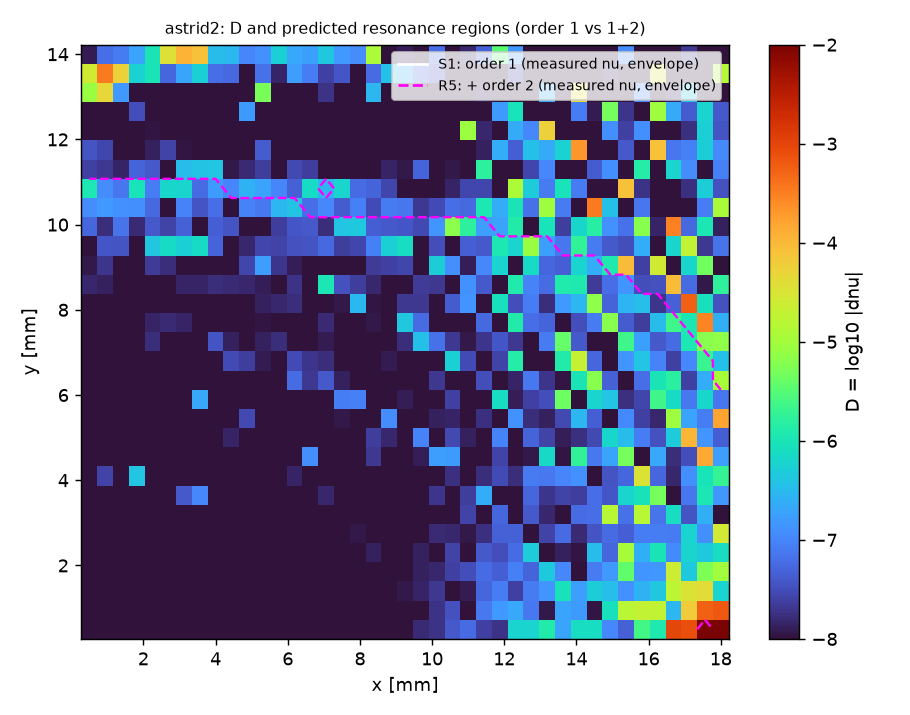 astrid2: D and predicted resonance regions (order 1 vs 1+2)
S1: order 1 (measured nu, envelope)
R5: + order 2 (measured nu, envelope)
14
12
10
8
6
4
2
y [mm]
2 4 6 8 10 12 14 16 18
x [mm]
−2
−3
−4
−5
−6
−7
−8
D = log10 |dnu|